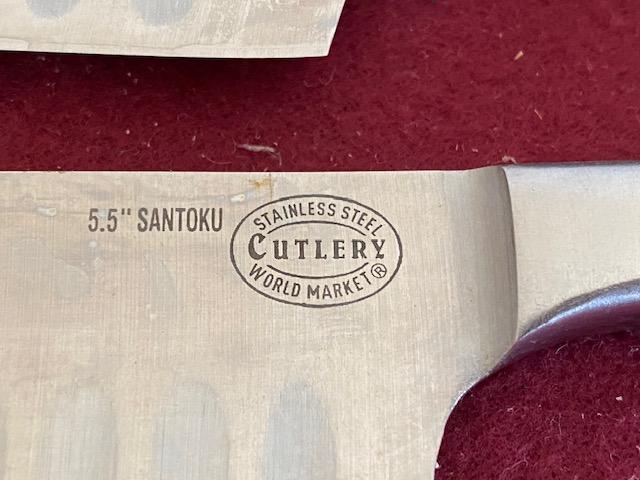 5.5" SANTOKU
STAINLESS STEEL
CUTLERY
WORLD MARKET®